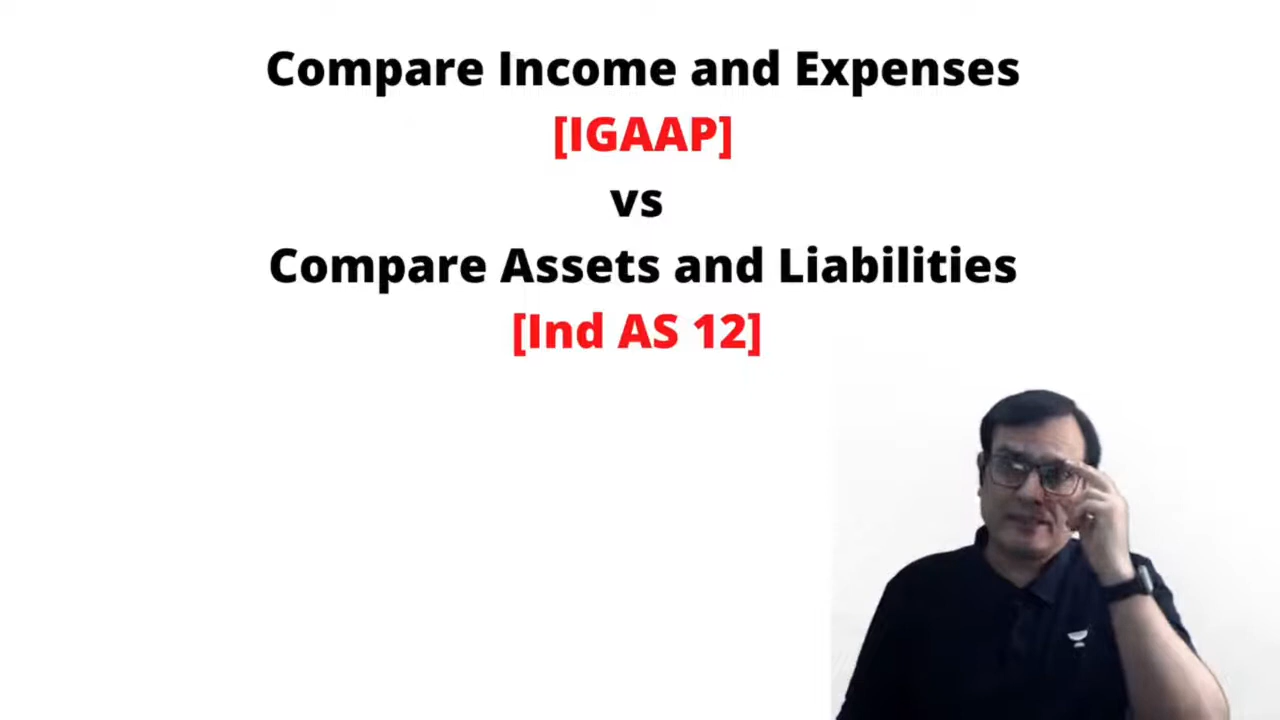 Compare Income and Expenses
[IGAAP]
vs
Compare Assets and Liabilities
[Ind AS 12]